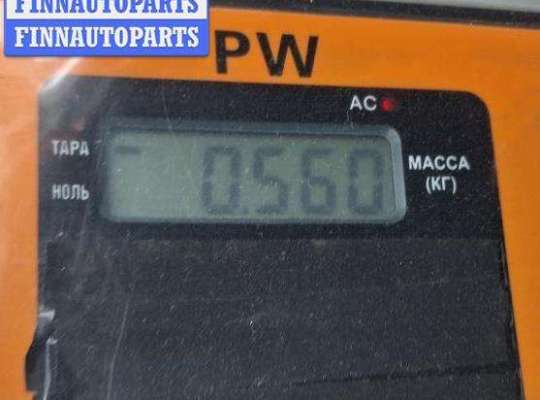 FINNAUTOPARTS
FINNAUTOPARTS
PW
AC
ТАРА
0.560
МАССА
(КГ)
НОЛЬ